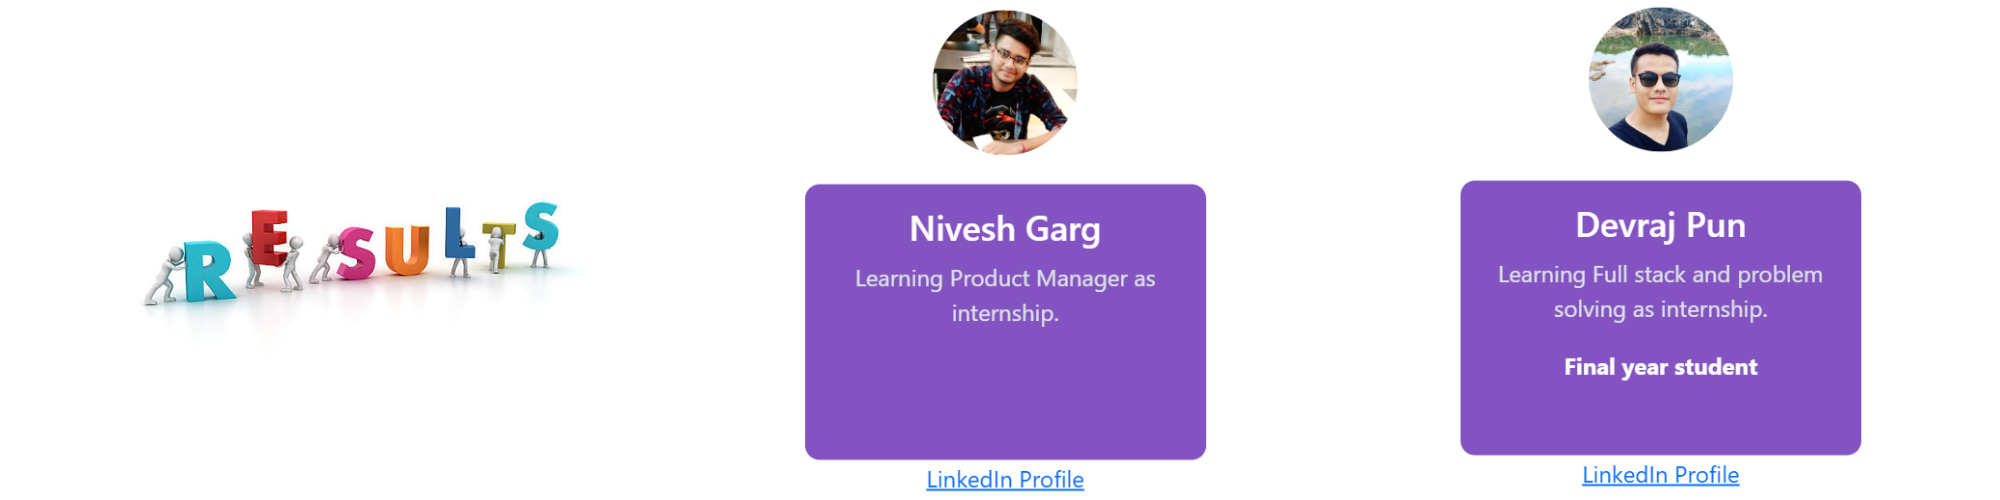 RESULTS
Nivesh Garg
Learning Product Manager as
internship.
LinkedIn Profile
Devraj Pun
Learning Full stack and problem
solving as internship.
Final year student
LinkedIn Profile